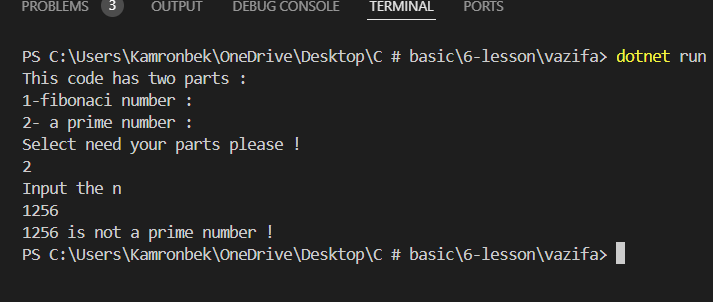 PROBLEMS 3 OUTPUT DEBUG CONSOLE TERMINAL PORTS
PS C:\Users\Kamronbek\OneDrive\Desktop\C # basic\6-lesson\vazifa> dotnet run
This code has two parts :
1-fibonaci number :
2- a prime number :
Select need your parts please !
2
Input the n
1256
1256 is not a prime number !
PS C:\Users\Kamronbek\OneDrive\Desktop\C # basic\6-lesson\vazifa>